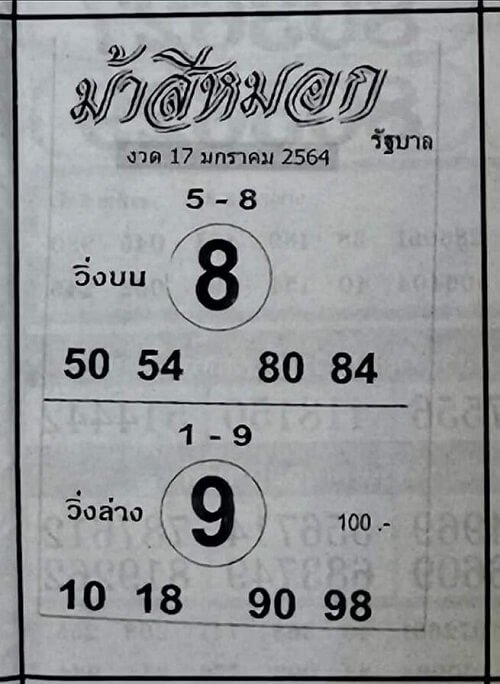 ม้าสีหมอก
รัฐบาล
งวด 17 มกราคม 2564
5 - 8
วิ่งบน 8
50 54 80 84
1 - 9
วิ่งล่าง 9 100 .-
10 18 90 98